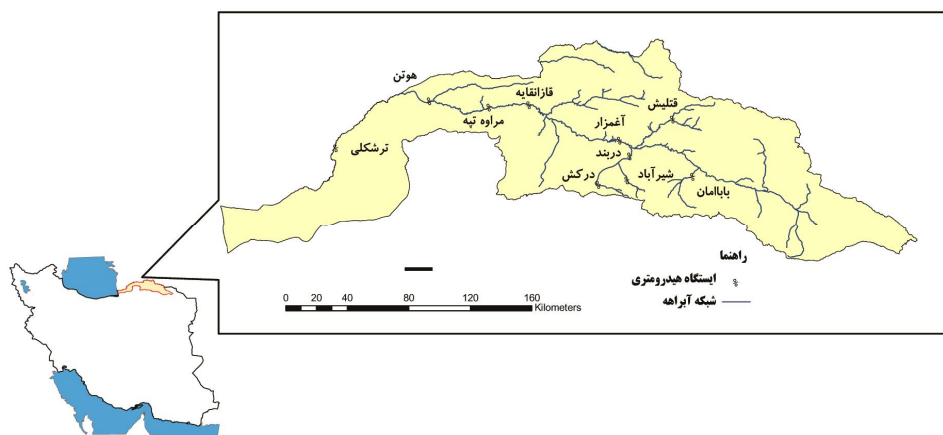 هوتن
قازانقایه
قتلیش
مراوه تپه
آغمزار
ترشکلی
دربند
درکش
شیرآباد
باباامان
راهنما
ایستگاه هیدرومتری
شبکه آبراهه
0 20 40 80 120 160
Kilometers